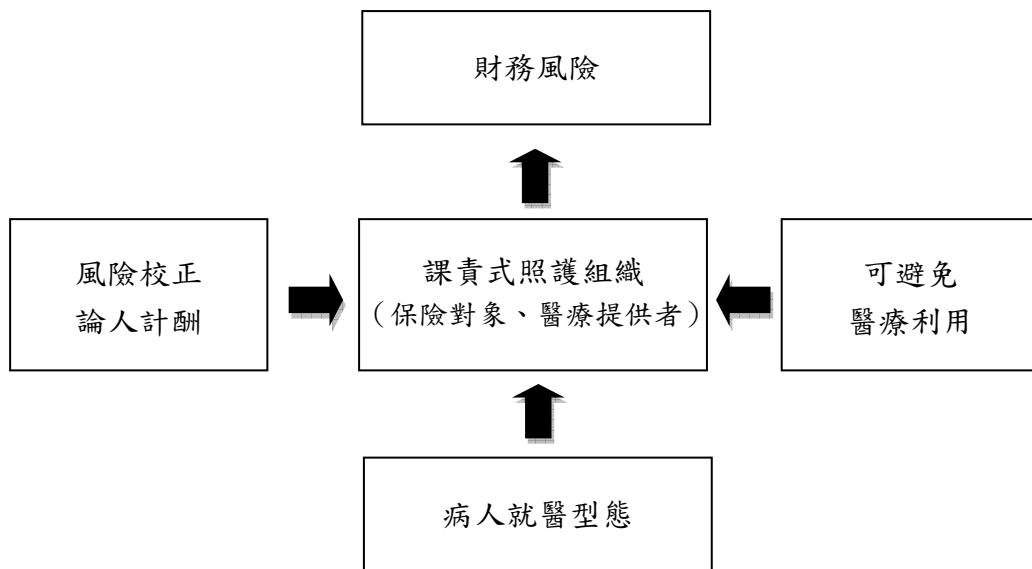 財務風險
風險校正
論人計酬
課責式照護組織
（保險對象、醫療提供者）
可避免
醫療利用
病人就醫型態